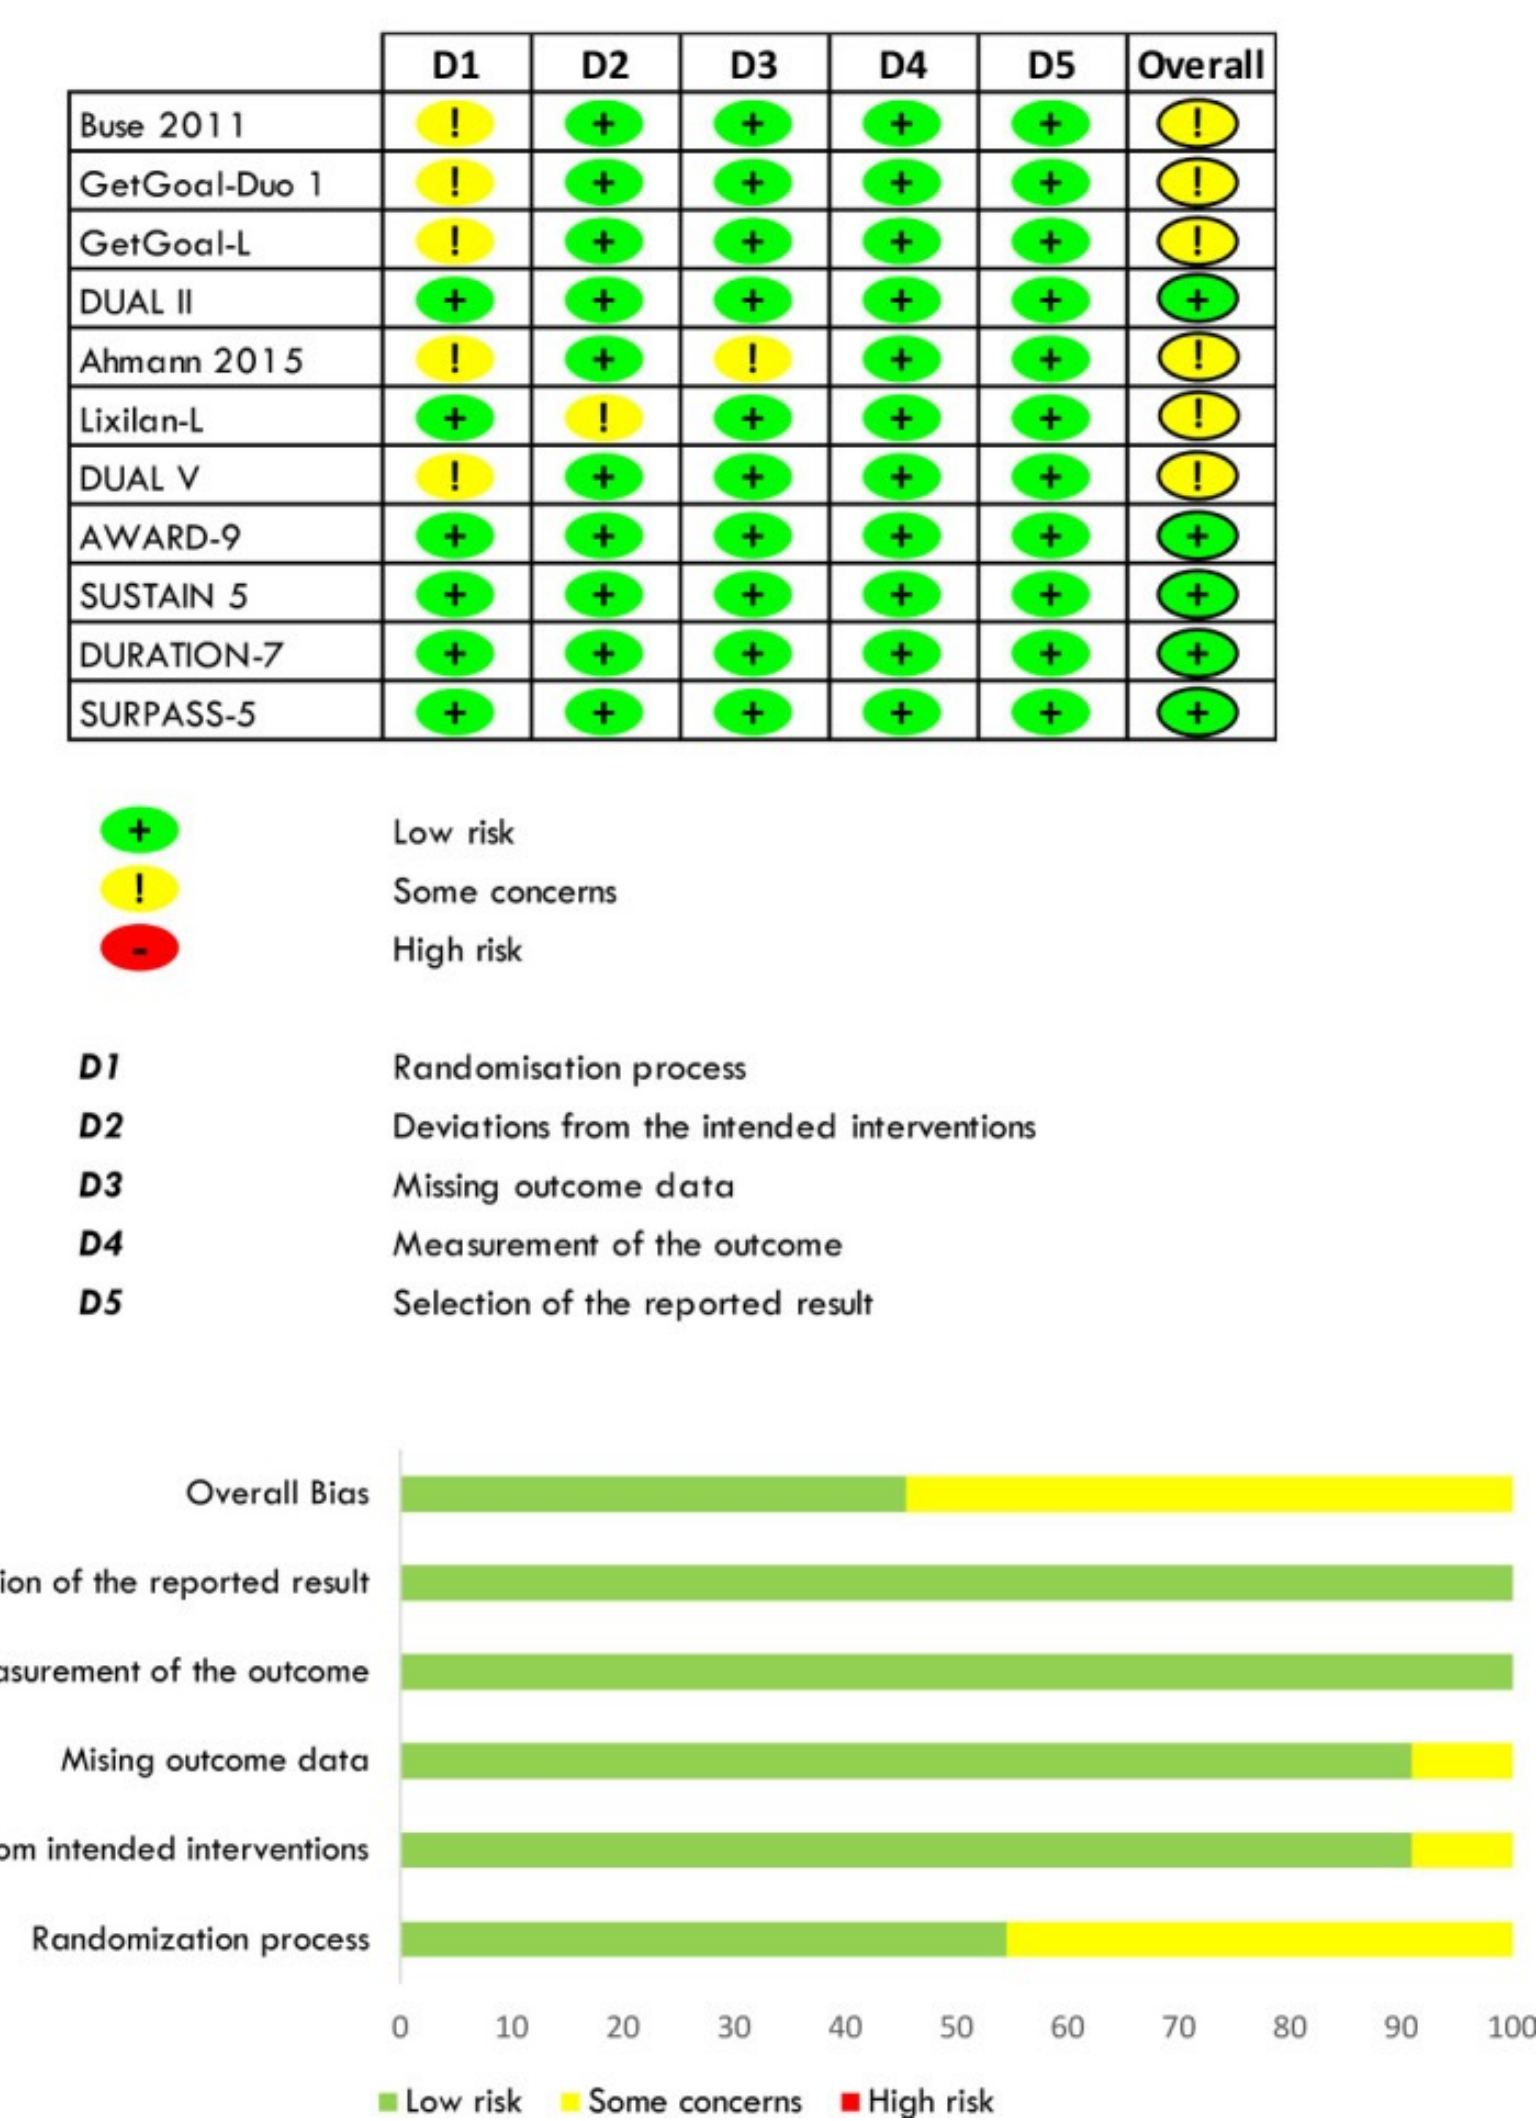 D1 D2 D3 D4 D5 Overall
Buse 2011 ! + + + + !
GetGoal-Duo 1 ! + + + + !
GetGoal-L ! + + + + !
DUAL II + + + + + +
Ahmann 2015 ! + ! + + !
Lixilan-L + ! + + + !
DUAL V ! + + + + !
AWARD-9 + + + + + +
SUSTAIN 5 + + + + + +
DURATION-7 + + + + + +
SURPASS-5 + + + + + +
+ Low risk
! Some concerns
- High risk
D1 Randomisation process
D2 Deviations from the intended interventions
D3 Missing outcome data
D4 Measurement of the outcome
D5 Selection of the reported result
Overall Bias
ion of the reported result
asurement of the outcome
Mising outcome data
om intended interventions
Randomization process
0 10 20 30 40 50 60 70 80 90 100
Low risk Some concerns High risk